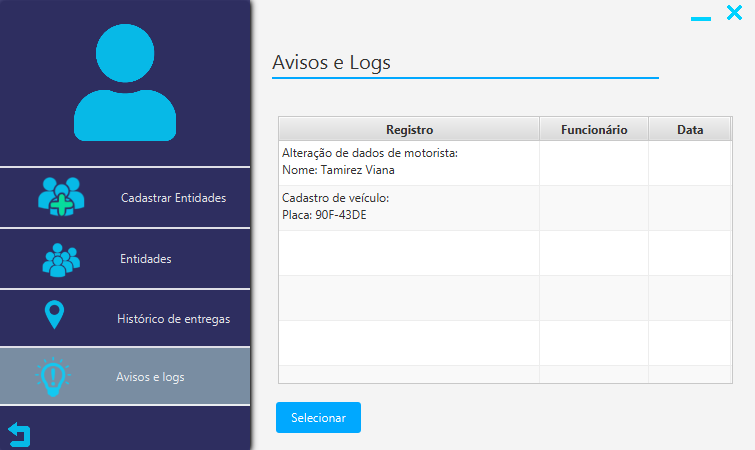 Avisos e Logs
Cadastrar Entidades
Entidades
Histórico de entregas
Avisos e logs
Registro Funcionário Data
Alteração de dados de motorista:
Nome: Tamirez Viana
Cadastro de veículo:
Placa: 90F-43DE
Selecionar